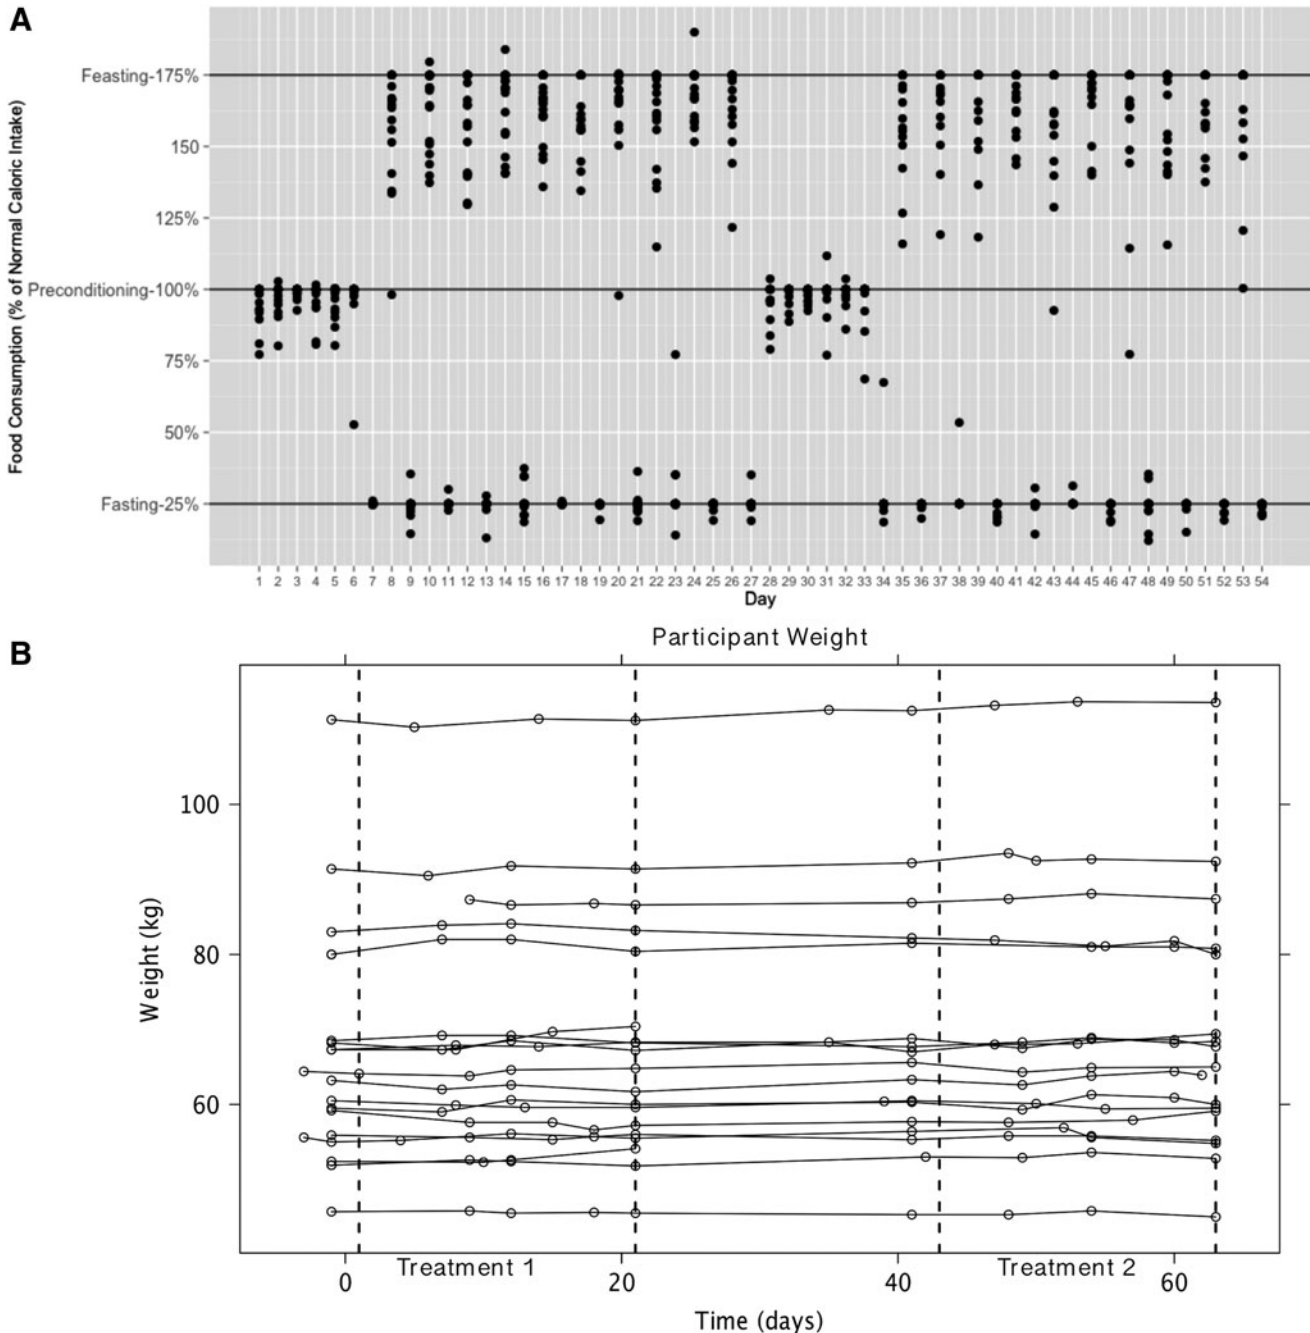 A
Food Consumption (% of Normal Caloric Intake)
Feasting-175%
150
125%
Preconditioning-100%
75%
50%
Fasting-25%
1 2 3 4 5 6 7 8 9 10 11 12 13 14 15 16 17 18 19 20 21 22 23 24 25 26 27 28 29 30 31 32 33 34 35 36 37 38 39 40 41 42 43 44 45 46 47 48 49 50 51 52 53 54
Day
B
Participant Weight
Weight (kg)
100
80
60
Treatment 1
Treatment 2
0 20 40 60
Time (days)